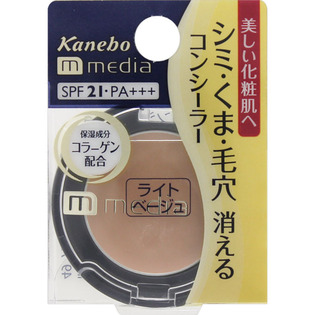 Kanebo
m media
SPF 21・PA+++
保湿成分
コラーゲン
配合
美しい化粧肌へ
シミ・くま・毛穴 消える
コンシーラー
ライト
ベージュ
m media